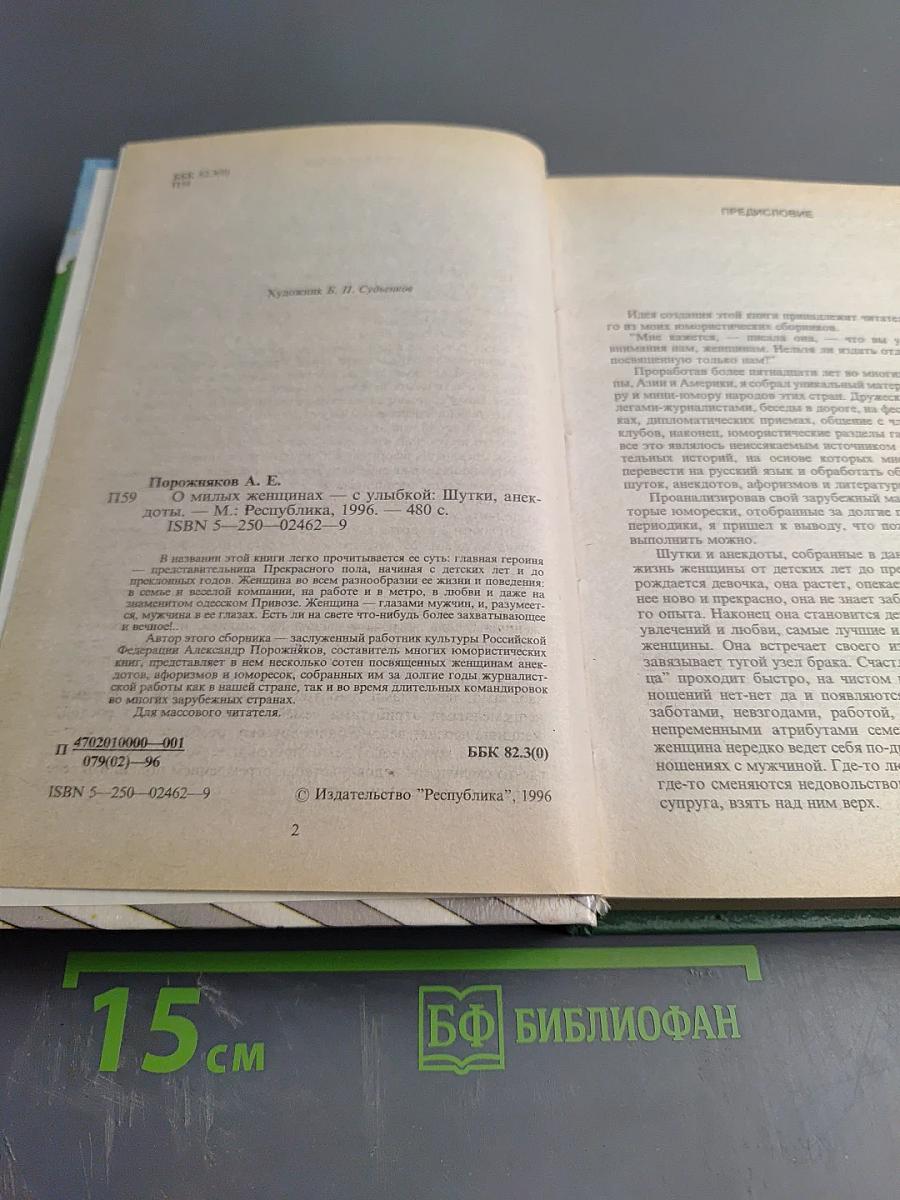 ББК 82.3(0)
П59
Художник Б. П. Судьенков
Порожняков А. Е.
П59 О милых женщинах — с улыбкой: Шутки, анек-
доты. — М.: Республика, 1996. — 480 с.
ISBN 5—250—02462—9
В названии этой книги легко прочитывается ее суть: главная героиня
— представительница Прекрасного пола, начиная с детских лет и до
преклонных годов. Женщина во всем разнообразии ее жизни и поведения:
в семье и веселой компании, на работе и в метро, в любви и даже на
знаменитом одесском Привозе. Женщина — глазами мужчин, и, разумеет-
ся, мужчина в ее глазах. Есть ли на свете что-нибудь более захватывающее
и вечное!..
Автор этого сборника — заслуженный работник культуры Российской
Федерации Александр Порожняков, составитель многих юмористических
книг, представляет в нем несколько сотен посвященных женщинам анек-
дотов, афоризмов и юморесок, собранных им за долгие годы журналист-
ской работы как в нашей стране, так и во время длительных командировок
во многих зарубежных странах.
Для массового читателя.
П 4702010000—001
079(02)—96
ББК 82.3(0)
ISBN 5—250—02462—9
© Издательство "Республика", 1996
2
ПРЕДИСЛОВИЕ
Идея создания этой книги принадлежит читате
го из моих юмористических сборников.
"Мне кажется, — писала она, — что вы у
внимания нам, женщинам. Нельзя ли издать отд
посвященную только нам?"
Проработав более пятнадцати лет во многих
пы, Азии и Америки, я собрал уникальный матер
ру и мини-юмору народов этих стран. Дружеск
легами-журналистами, беседы в дороге, на фес
ках, дипломатических приемах, общение с чл
клубов, наконец, юмористические разделы га
все это являлось неиссякаемым источником
тельных историй, на основе которых мне
перевести на русский язык и обработать об
шуток, анекдотов, афоризмов и литератур
Проанализировав свой зарубежный ма
торые юморески, отобранные за долгие г
периодики, я пришел к выводу, что по
выполнить можно.
Шутки и анекдоты, собранные в дан
жизнь женщины от детских лет до пре
рождается девочка, она растет, опекае
нее ново и прекрасно, она не знает заб
го опыта. Наконец она становится де
увлечений и любви, самые лучшие и
женщины. Она встречает своего из
завязывает тугой узел брака. Счастл
ца" проходит быстро, на чистом
ношений нет-нет да и появляются
заботами, невзгодами, работой,
непременными атрибутами семе
женщина нередко ведет себя по-д
ношениях с мужчиной. Где-то лю
где-то сменяются недовольство
супруга, взять над ним верх.
15 см
БФ БИБЛИОФАН